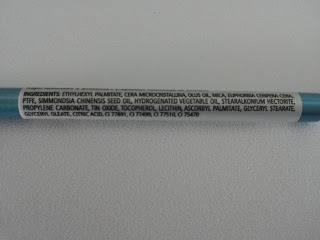 INGREDIENTS: ETHYLHEXYL PALMITATE, CERA MICROCRISTALLINA, OLUS OIL, MICA, EUPHORBIA CERIFERA CERA,
PTFE, SIMMONDSIA CHINENSIS SEED OIL, HYDROGENATED VEGETABLE OIL, STEARALKONIUM HECTORITE,
PROPYLENE CARBONATE, TIN OXIDE, TOCOPHEROL, LECITHIN, ASCORBYL PALMITATE, GLYCERYL STEARATE,
GLYCERYL OLEATE, CITRIC ACID, CI 77891, CI 77499, CI 77510, CI 75470